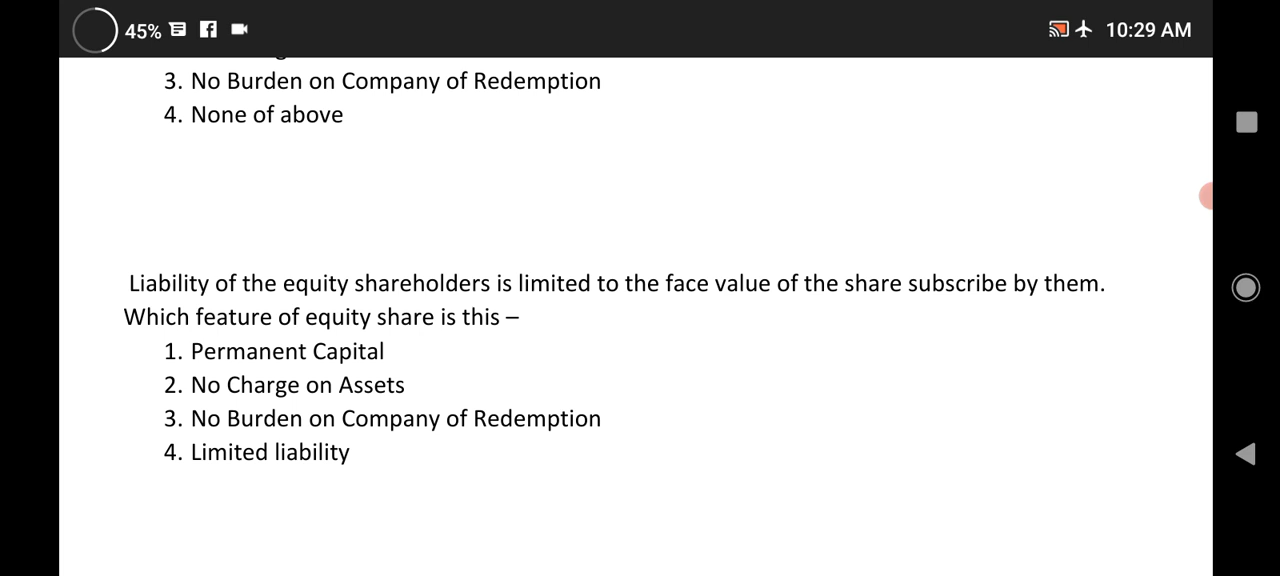 45% 10:29 AM
3. No Burden on Company of Redemption
4. None of above
Liability of the equity shareholders is limited to the face value of the share subscribe by them.
Which feature of equity share is this –
1. Permanent Capital
2. No Charge on Assets
3. No Burden on Company of Redemption
4. Limited liability